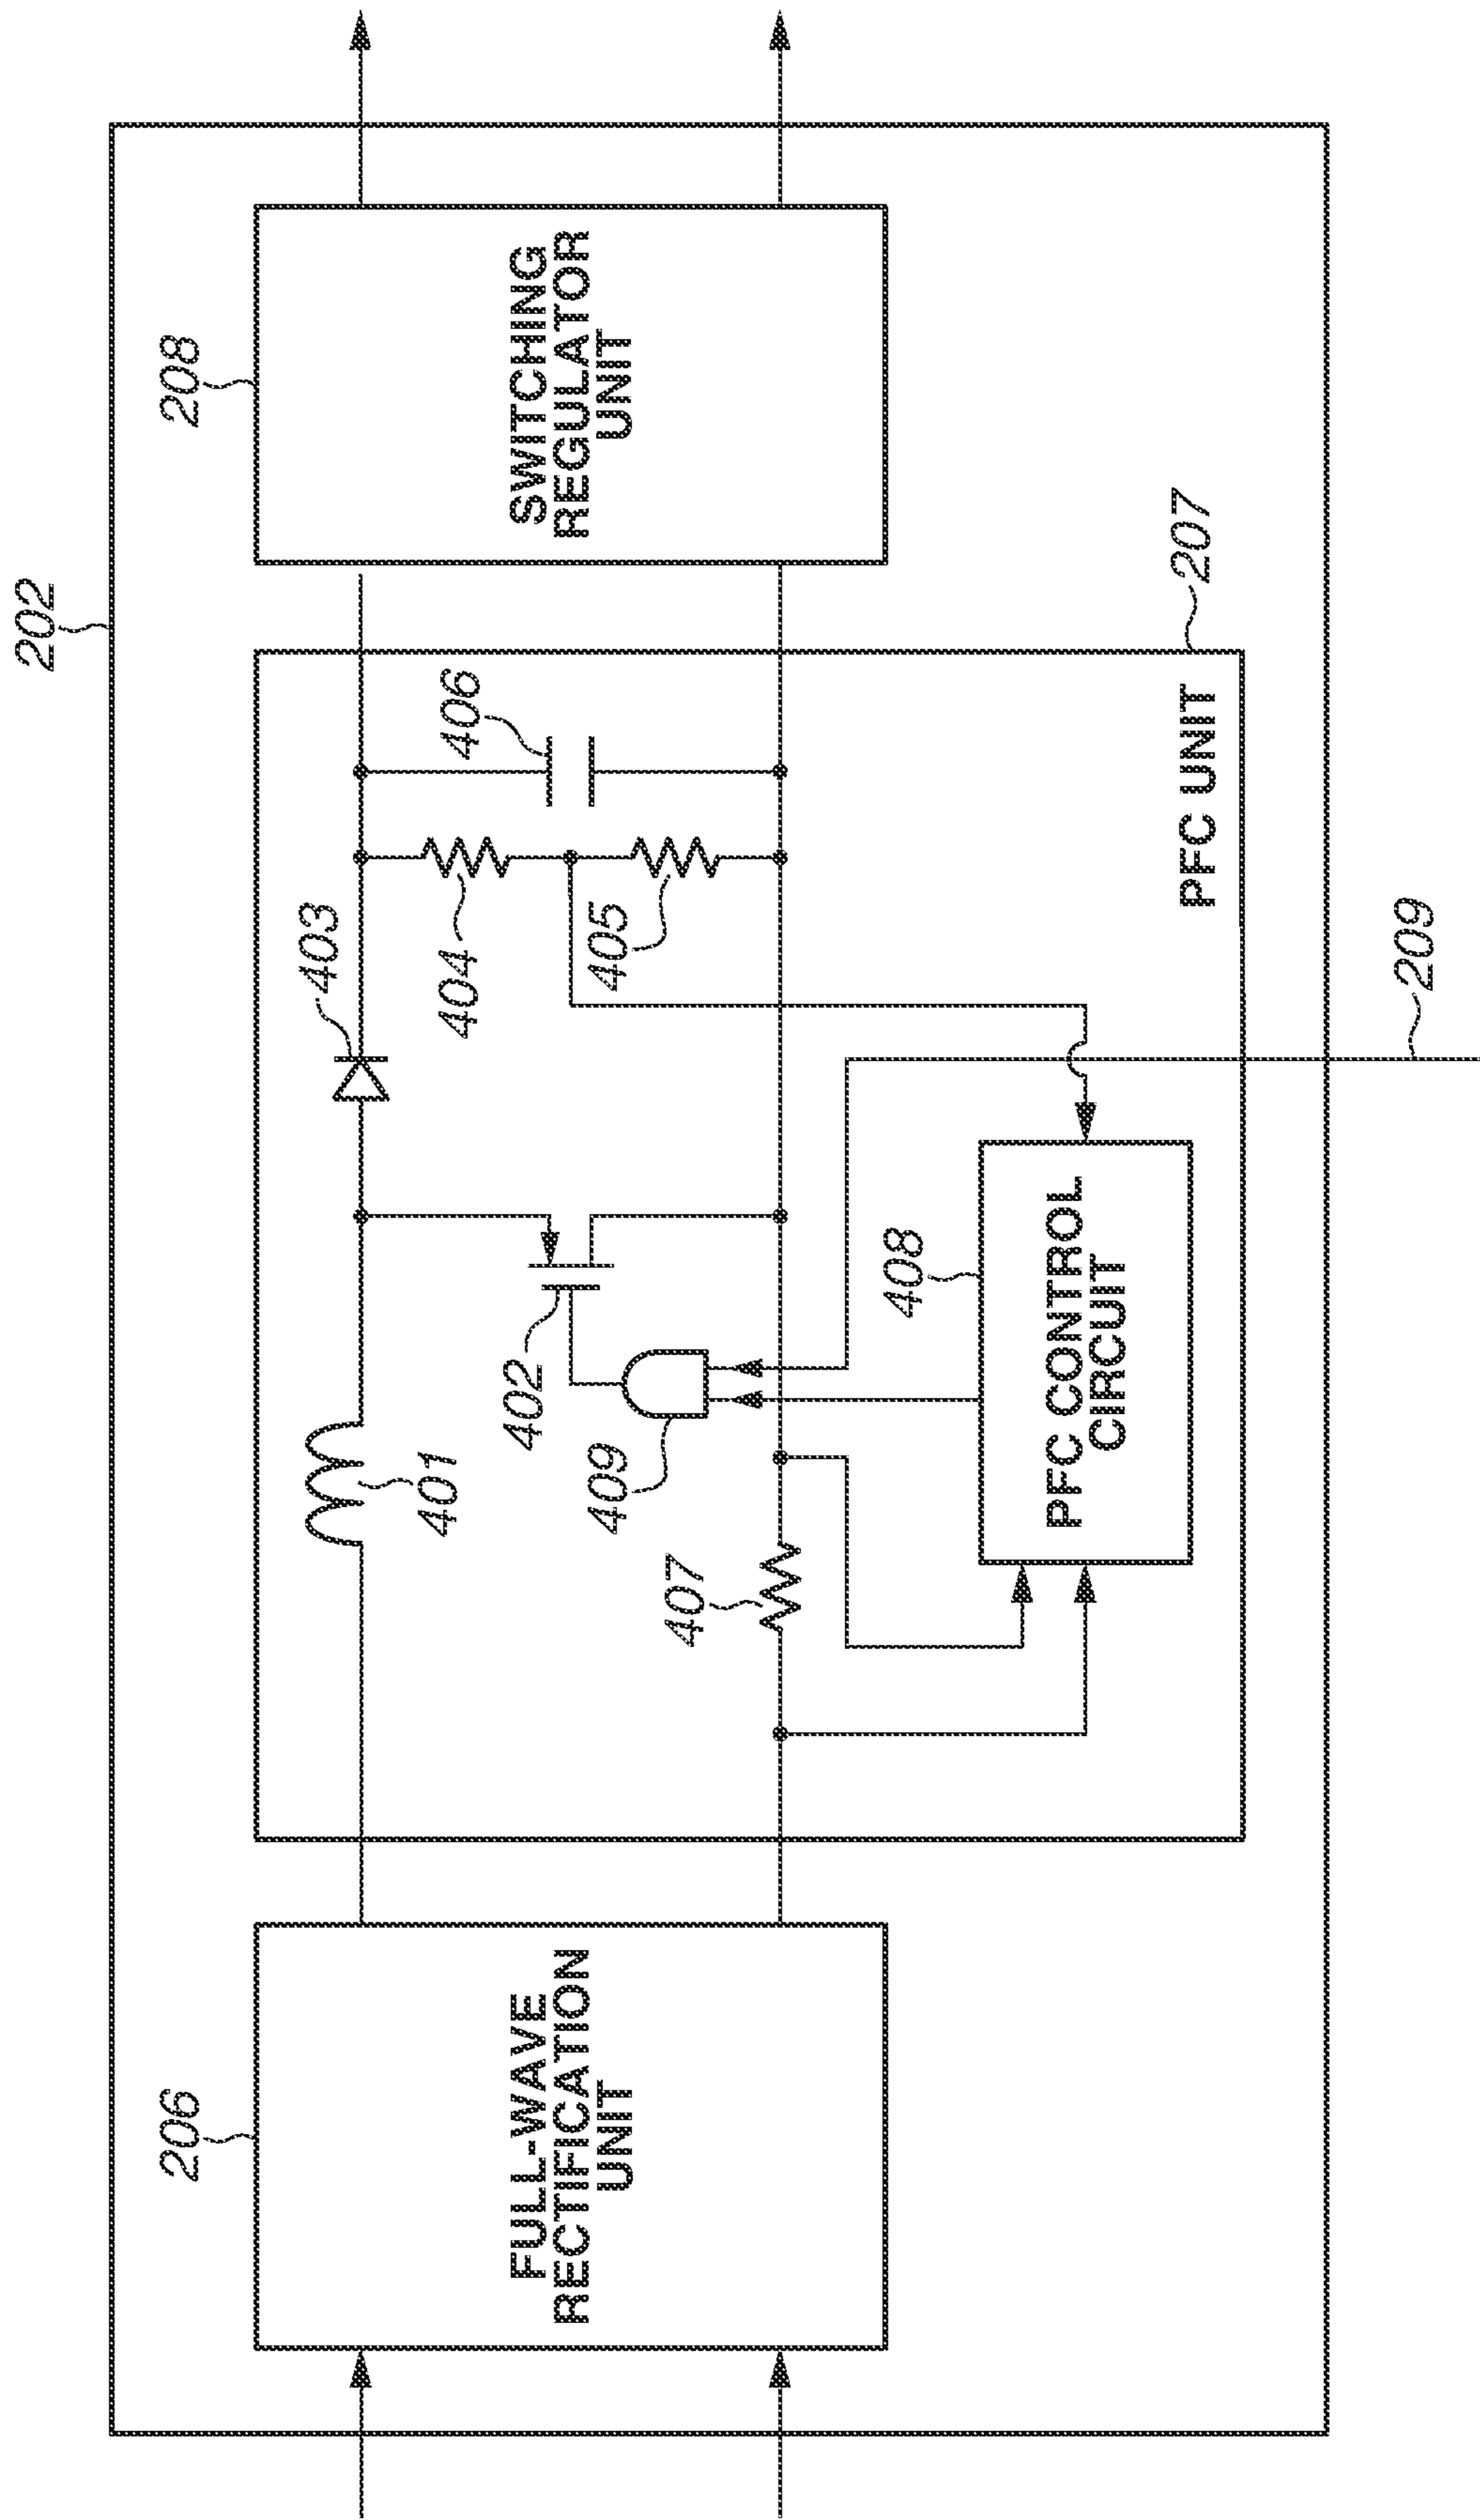 202
206
FULL-WAVE
RECTIFICATION
UNIT
208
SWITCHING
REGULATOR
UNIT
207
PFC UNIT
401
402
403
404
405
406
407
408
PFC CONTROL
CIRCUIT
409
209